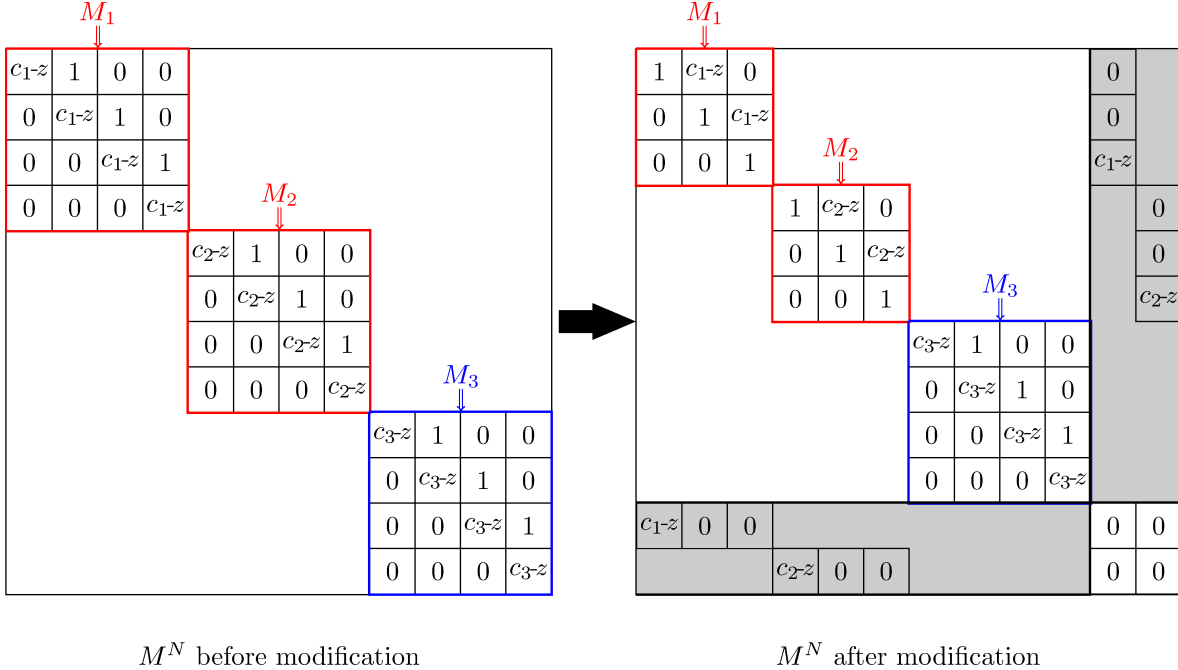 M₁
c₁-z 1 0 0
0 c₁-z 1 0
0 0 c₁-z 1
0 0 0 c₁-z
M₂
c₂-z 1 0 0
0 c₂-z 1 0
0 0 c₂-z 1
0 0 0 c₂-z
M₃
c₃-z 1 0 0
0 c₃-z 1 0
0 0 c₃-z 1
0 0 0 c₃-z
Mᴺ before modification
M₁
1 c₁-z 0 0
0 1 c₁-z 0
0 0 1 c₁-z
M₂
1 c₂-z 0 0
0 1 c₂-z 0
0 0 1 c₂-z
M₃
c₃-z 1 0 0
0 c₃-z 1 0
0 0 c₃-z 1
0 0 0 c₃-z
c₁-z 0 0 0 0
c₂-z 0 0 0 0
Mᴺ after modification